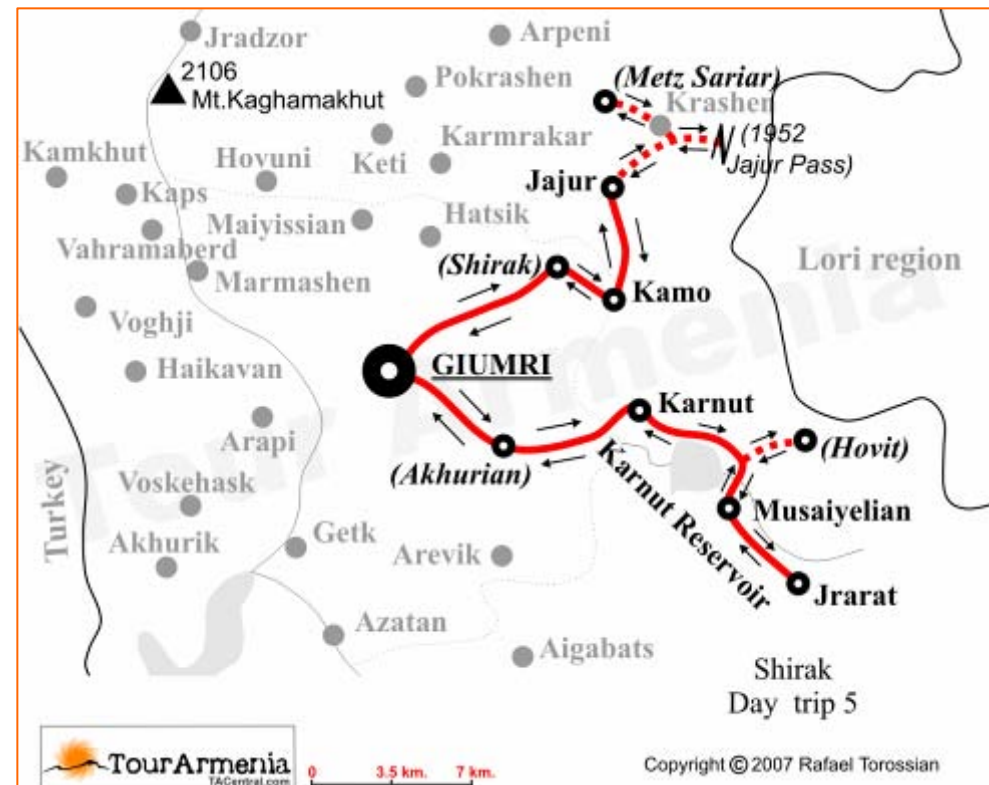 Jradzor
Arpeni
2106
Mt.Kaghamakhut
Pokrashen
(Metz Sariar)
Krashen
(1952
Jajur Pass)
Kamkhut
Hovuni
Keti
Karmrakar
Kaps
Jajur
Maiyissian
Hatsik
Vahramaberd
(Shirak)
Lori region
Marmashen
Kamo
Voghji
GIUMRI
Haikavan
Karnut
Arapi
(Akhurian)
(Hovit)
Voskehask
Turkey
Karnut Reservoir
Musaiyelian
Akhurik
Getk
Arevik
Jrarat
Azatan
Aigabats
Tour Armenia
Shirak
Day trip 5
TourArmenia
TACentral.com
0 3.5 km. 7 km.
Copyright © 2007 Rafael Torossian